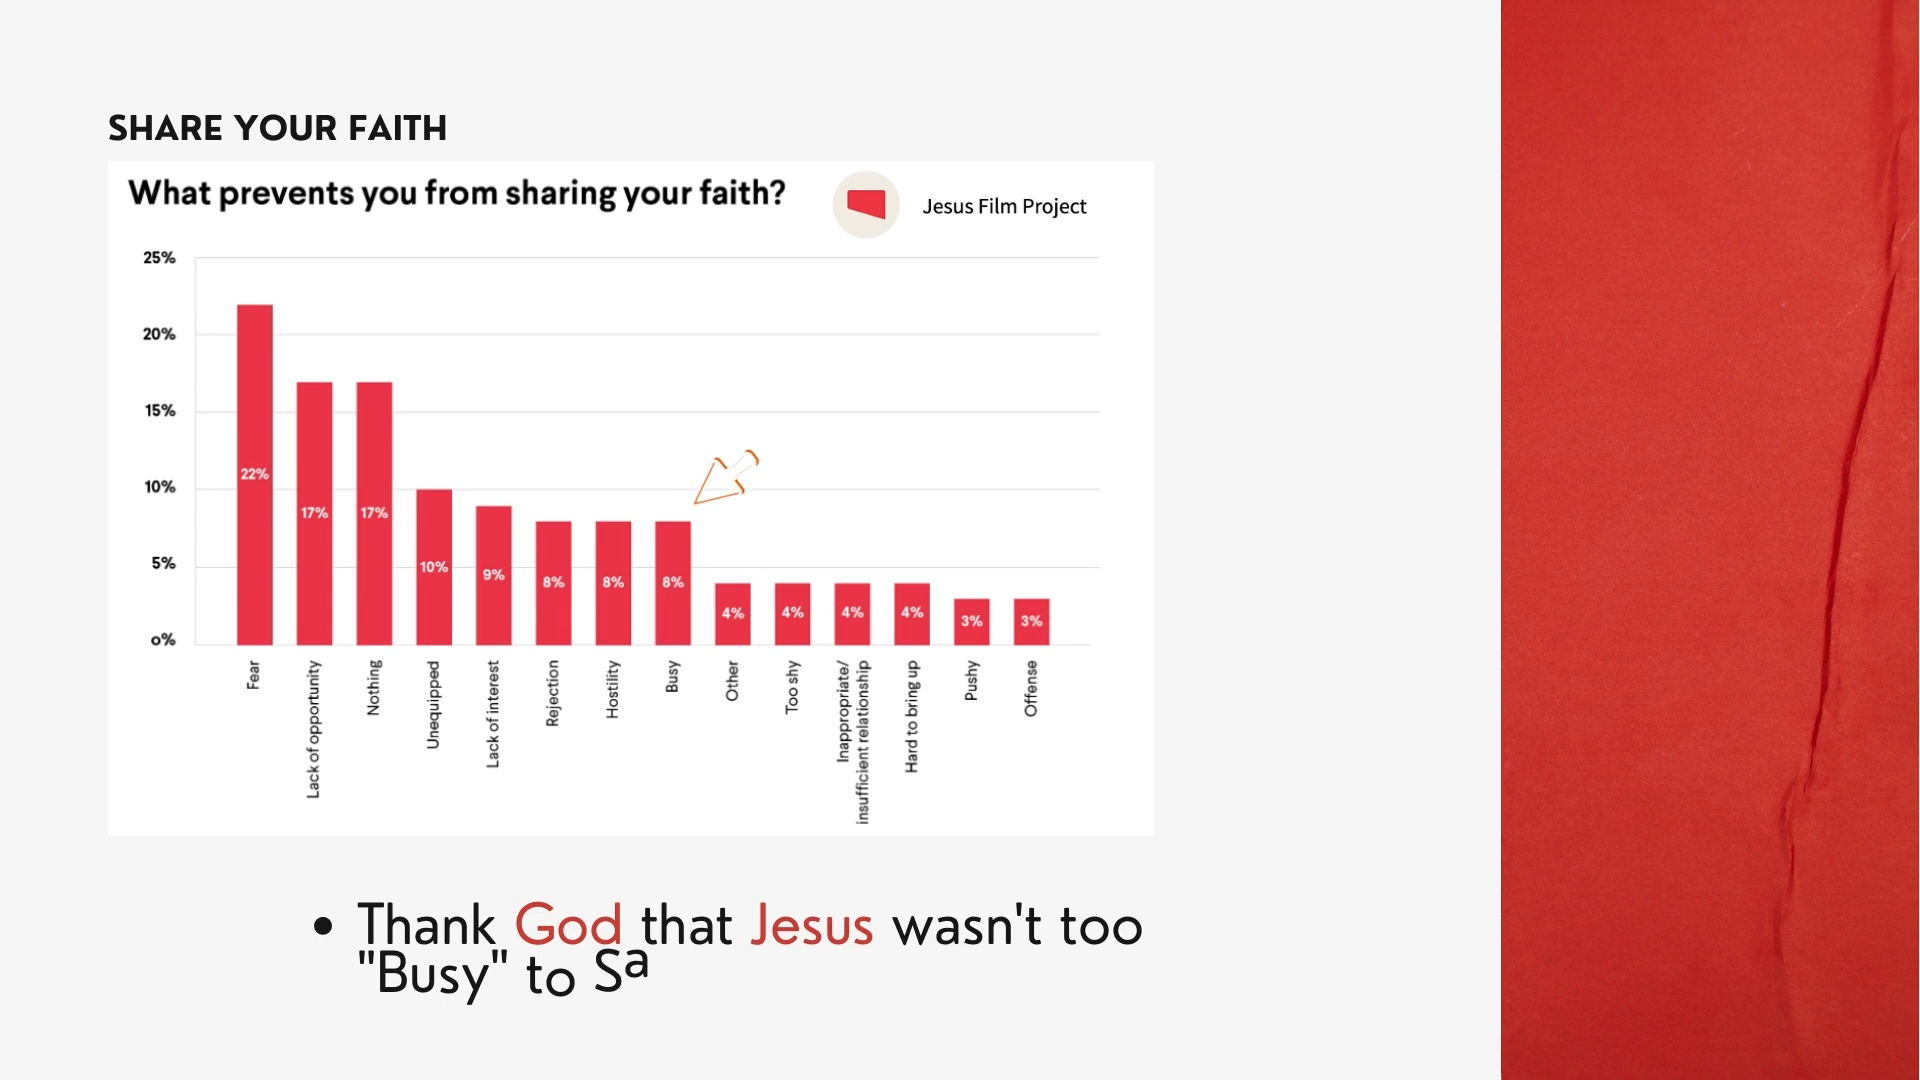 SHARE YOUR FAITH
What prevents you from sharing your faith?
Jesus Film Project
25%
20%
15%
10%
5%
0%
22%
17%
17%
10%
9%
8%
8%
8%
4%
4%
4%
4%
3%
3%
Fear
Lack of opportunity
Nothing
Unequipped
Lack of interest
Rejection
Hostility
Busy
Other
Too shy
Inappropriate/
insufficient relationship
Hard to bring up
Pushy
Offense
• Thank God that Jesus wasn't too
"Busy" to Sa